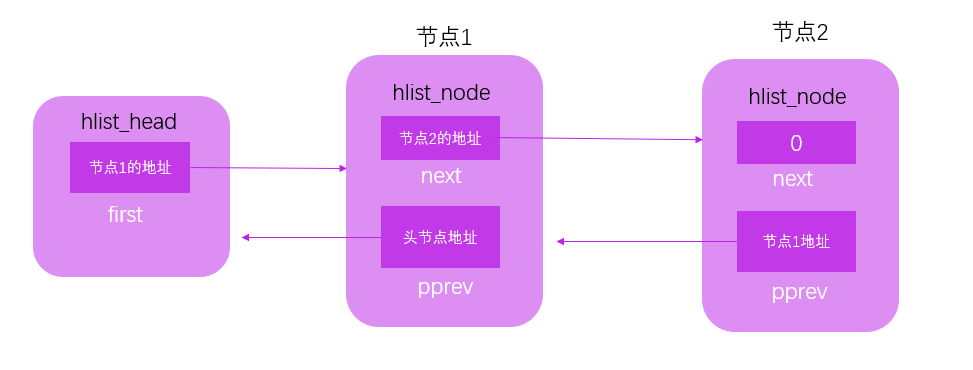 节点1
节点2
hlist_head
节点1的地址
first
hlist_node
节点2的地址
next
头节点地址
pprev
hlist_node
0
next
节点1地址
pprev